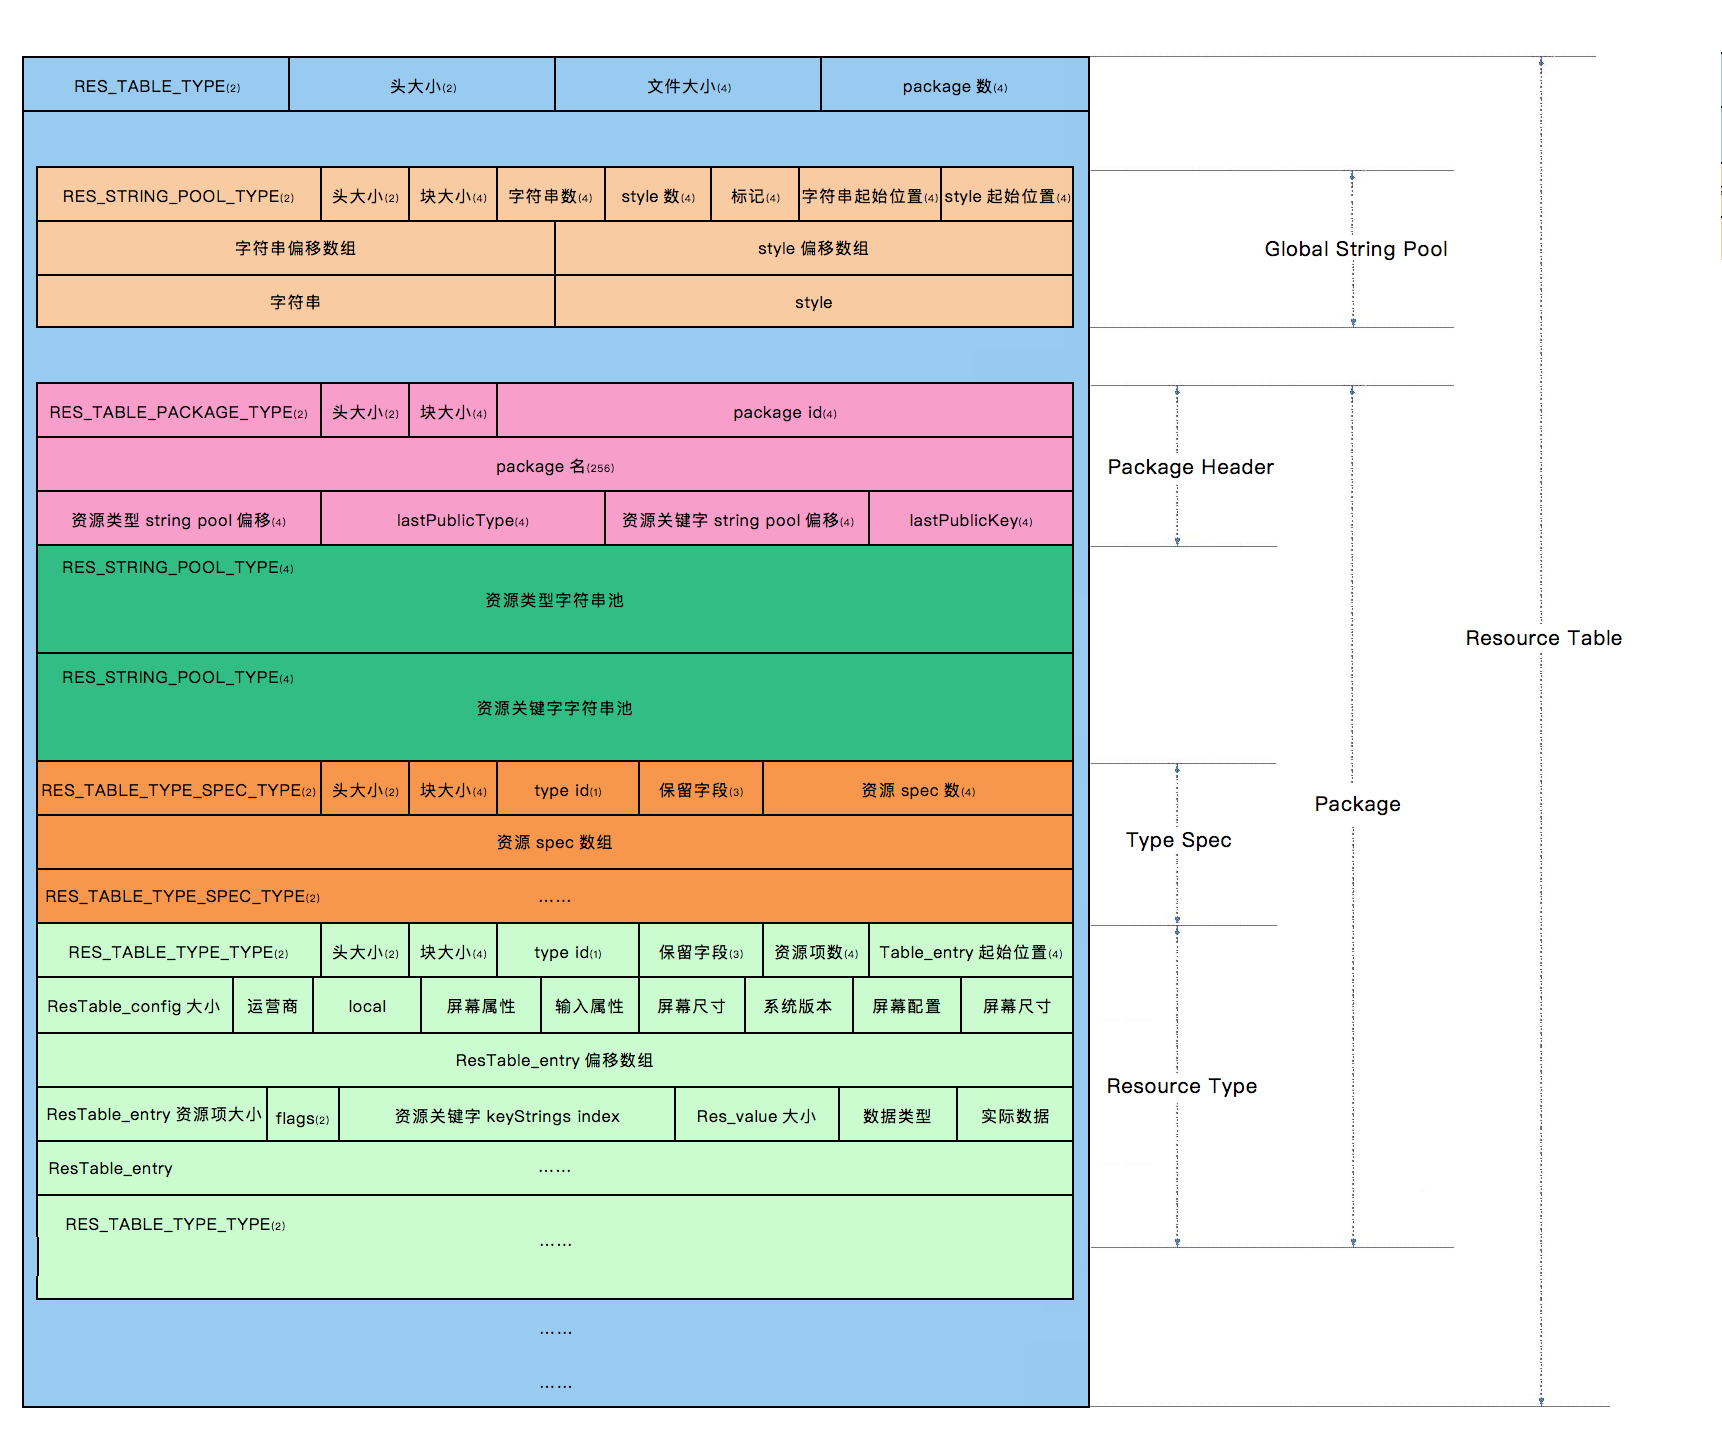 RES_TABLE_TYPE(2) 头大小(2) 文件大小(4) package 数(4)
RES_STRING_POOL_TYPE(2) 头大小(2) 块大小(4) 字符串数(4) style 数(4) 标记(4) 字符串起始位置(4) style 起始位置(4)
字符串偏移数组 style 偏移数组
Global String Pool
字符串 style
RES_TABLE_PACKAGE_TYPE(2) 头大小(2) 块大小(4) package id(4)
package 名(256)
Package Header
资源类型 string pool 偏移(4) lastPublicType(4) 资源关键字 string pool 偏移(4) lastPublicKey(4)
RES_STRING_POOL_TYPE(4)
资源类型字符串池
Resource Table
RES_STRING_POOL_TYPE(4)
资源关键字字符串池
RES_TABLE_TYPE_SPEC_TYPE(2) 头大小(2) 块大小(4) type id(1) 保留字段(3) 资源 spec 数(4)
Package
资源 spec 数组
Type Spec
RES_TABLE_TYPE_SPEC_TYPE(2) ……
RES_TABLE_TYPE_TYPE(2) 头大小(2) 块大小(4) type id(1) 保留字段(3) 资源项数(4) Table_entry 起始位置(4)
ResTable_config 大小 运营商 local 屏幕属性 输入属性 屏幕尺寸 系统版本 屏幕配置 屏幕尺寸
ResTable_entry 偏移数组
Resource Type
ResTable_entry 资源项大小 flags(2) 资源关键字 keyStrings index Res_value 大小 数据类型 实际数据
ResTable_entry ……
RES_TABLE_TYPE_TYPE(2)
……
……
……